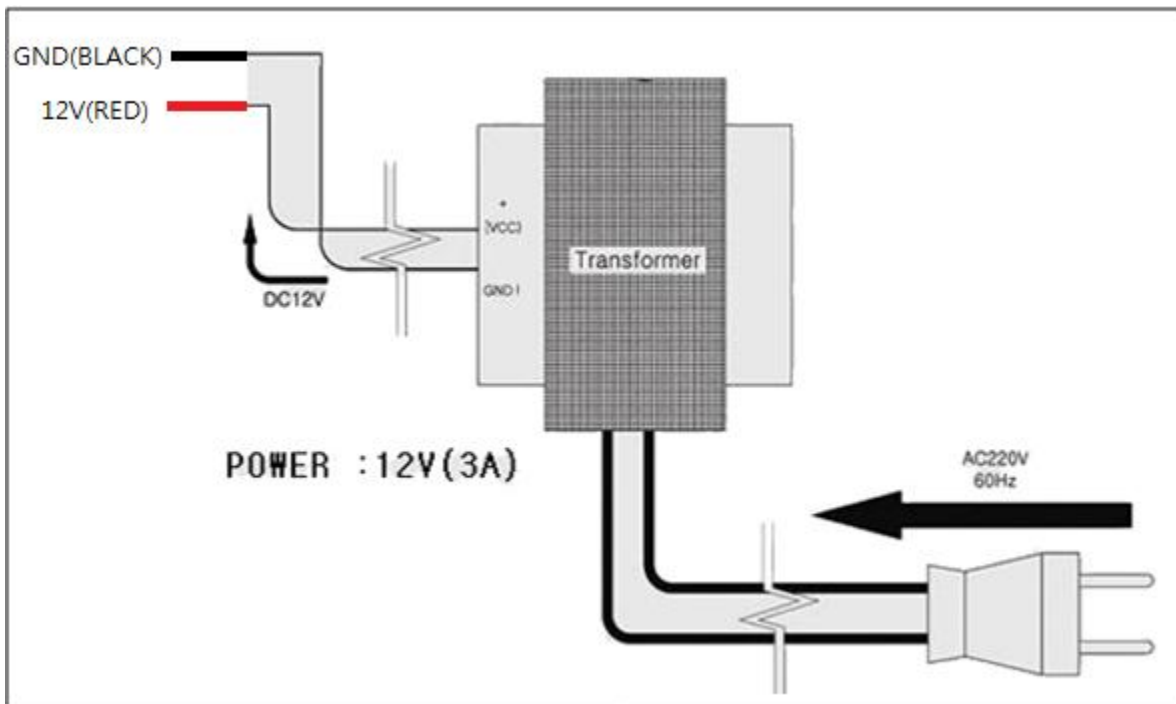 GND(BLACK)
12V(RED)
+
(VCC)
GND !
Transformer
DC12V
POWER :12V(3A)
AC220V
60Hz